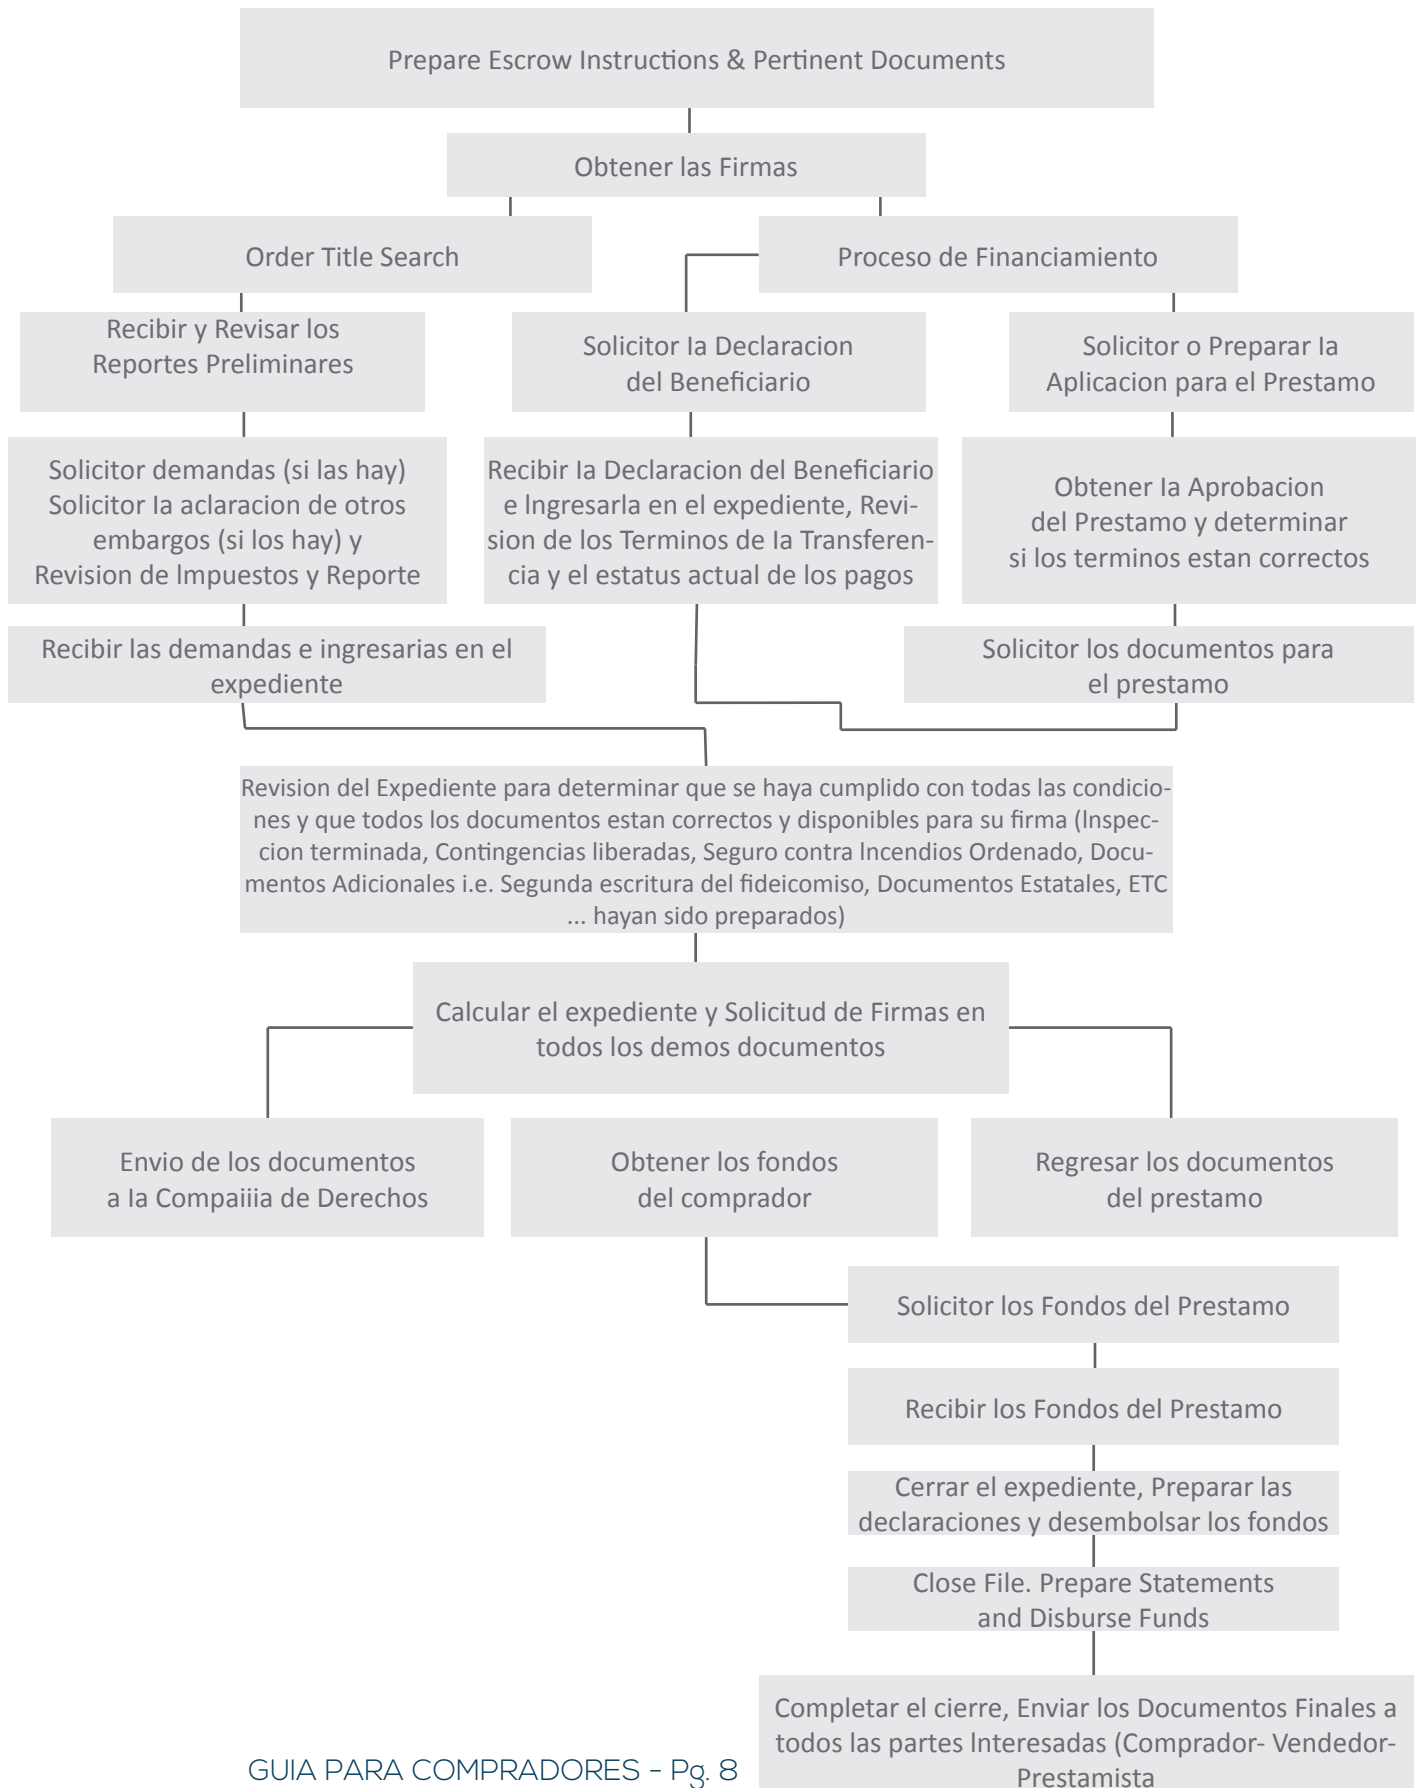 Prepare Escrow Instructions & Pertinent Documents
Obtener las Firmas
Order Title Search
Proceso de Financiamiento
Recibir y Revisar los
Reportes Preliminares
Solicitor Ia Declaracion
del Beneficiario
Solicitor o Preparar Ia
Aplicacion para el Prestamo
Solicitor demandas (si las hay)
Solicitor Ia aclaracion de otros
embargos (si los hay) y
Revision de Impuestos y Reporte
Recibir Ia Declaracion del Beneficiario
e Ingresarla en el expediente, Revi-
sion de los Terminos de Ia Transferen-
cia y el estatus actual de los pagos
Obtener Ia Aprobacion
del Prestamo y determinar
si los terminos estan correctos
Recibir las demandas e ingresarias en el
expediente
Solicitor los documentos para
el prestamo
Revision del Expediente para determinar que se haya cumplido con todas las condicio-
nes y que todos los documentos estan correctos y disponibles para su firma (Inspec-
cion terminada, Contingencias liberadas, Seguro contra Incendios Ordenado, Docu-
mentos Adicionales i.e. Segunda escritura del fideicomiso, Documentos Estatales, ETC
... hayan sido preparados)
Calcular el expediente y Solicitud de Firmas en
todos los demos documentos
Envio de los documentos
a Ia Compaiiia de Derechos
Obtener los fondos
del comprador
Regresar los documentos
del prestamo
Solicitor los Fondos del Prestamo
Recibir los Fondos del Prestamo
Cerrar el expediente, Preparar las
declaraciones y desembolsar los fondos
Close File. Prepare Statements
and Disburse Funds
Completar el cierre, Enviar los Documentos Finales a
todos las partes Interesadas (Comprador- Vendedor-
Prestamista
GUIA PARA COMPRADORES - Pg. 8